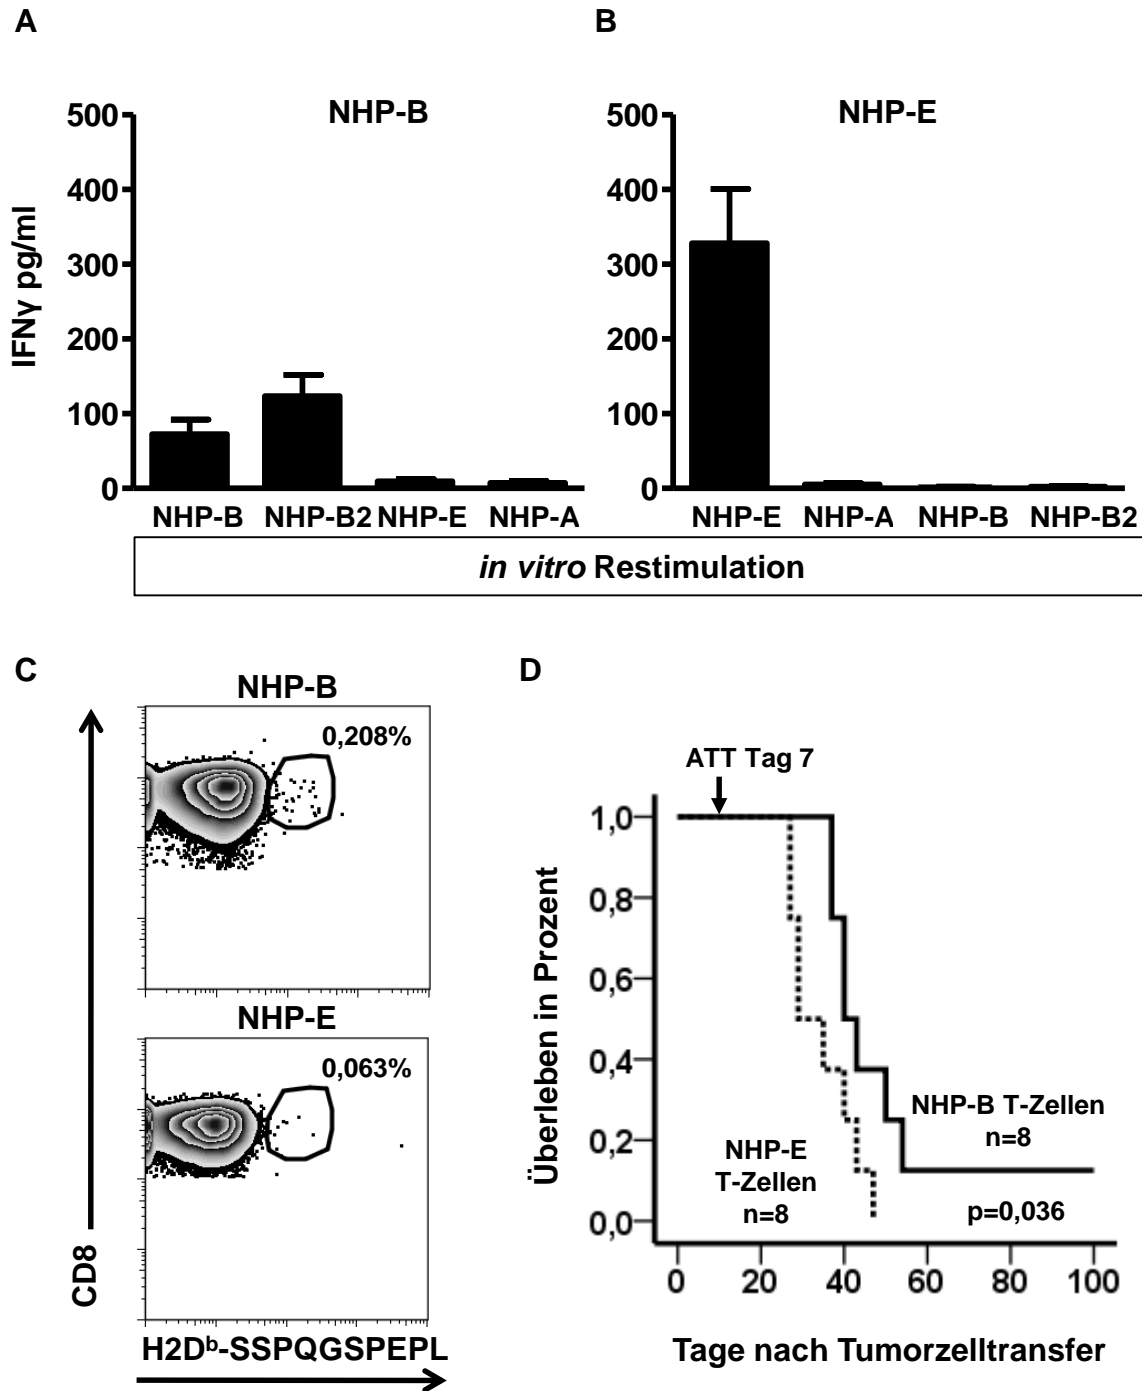 A
B
NHP-B
NHP-E
500
400
300
200
100
0
500
400
300
200
100
0
IFNγ pg/ml
NHP-B NHP-B2 NHP-E NHP-A
NHP-E NHP-A NHP-B NHP-B2
in vitro Restimulation
C
D
NHP-B
0,208%
NHP-E
0,063%
CD8
H2Dᵇ-SSPQGSPEPL
ATT Tag 7
1,0
0,8
0,6
0,4
0,2
0,0
Überleben in Prozent
NHP-B T-Zellen
n=8
NHP-E
T-Zellen
n=8
p=0,036
0 20 40 60 80 100
Tage nach Tumorzelltransfer